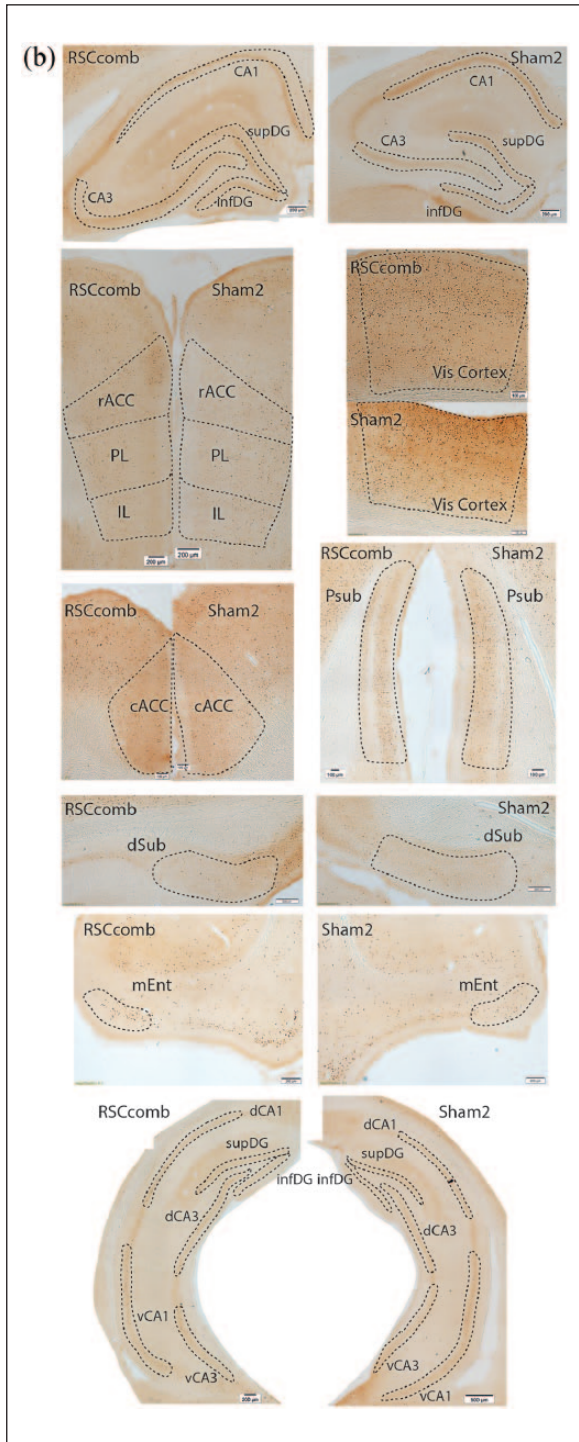 (b)
RSCcomb
CA1
supDG
CA3
infDG
Sham2
CA1
CA3
supDG
infDG
RSCcomb
Sham2
rACC
rACC
PL
PL
IL
IL
200 µm
200 µm
RSCcomb
Vis Cortex
Sham2
Vis Cortex
RSCcomb
Sham2
cACC
cACC
RSCcomb
Sham2
Psub
Psub
100 µm
100 µm
RSCcomb
dSub
Sham2
dSub
RSCcomb
mEnt
Sham2
mEnt
RSCcomb
dCA1
supDG
infDG
dCA3
vCA1
vCA3
200 µm
Sham2
dCA1
supDG
infDG
dCA3
vCA3
vCA1
500 µm